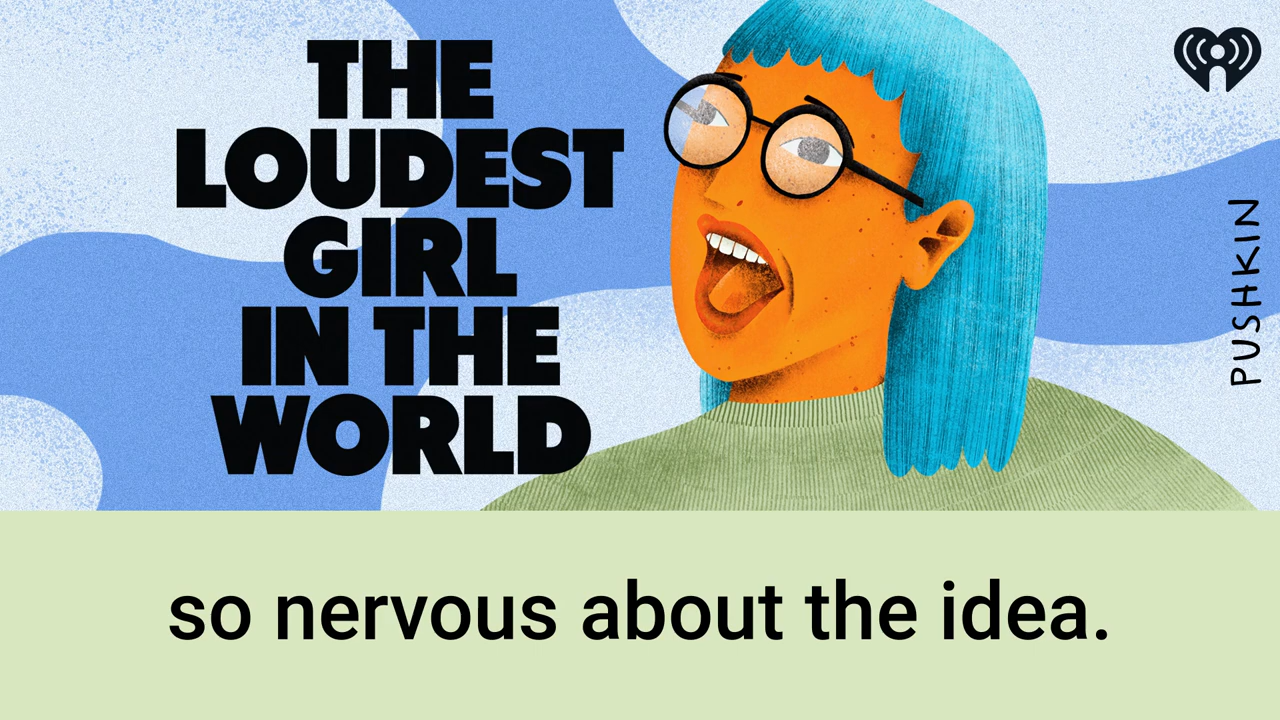 THE
LOUDEST
GIRL
IN THE
WORLD
PUSHKIN
so nervous about the idea.